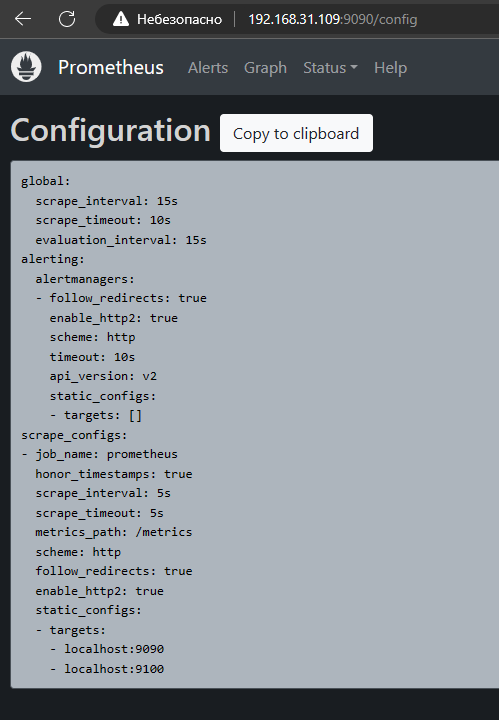 Небезопасно 192.168.31.109:9090/config
Prometheus Alerts Graph Status Help
Configuration Copy to clipboard
global:
  scrape_interval: 15s
  scrape_timeout: 10s
  evaluation_interval: 15s
alerting:
  alertmanagers:
  - follow_redirects: true
    enable_http2: true
    scheme: http
    timeout: 10s
    api_version: v2
    static_configs:
    - targets: []
scrape_configs:
- job_name: prometheus
  honor_timestamps: true
  scrape_interval: 5s
  scrape_timeout: 5s
  metrics_path: /metrics
  scheme: http
  follow_redirects: true
  enable_http2: true
  static_configs:
  - targets:
    - localhost:9090
    - localhost:9100